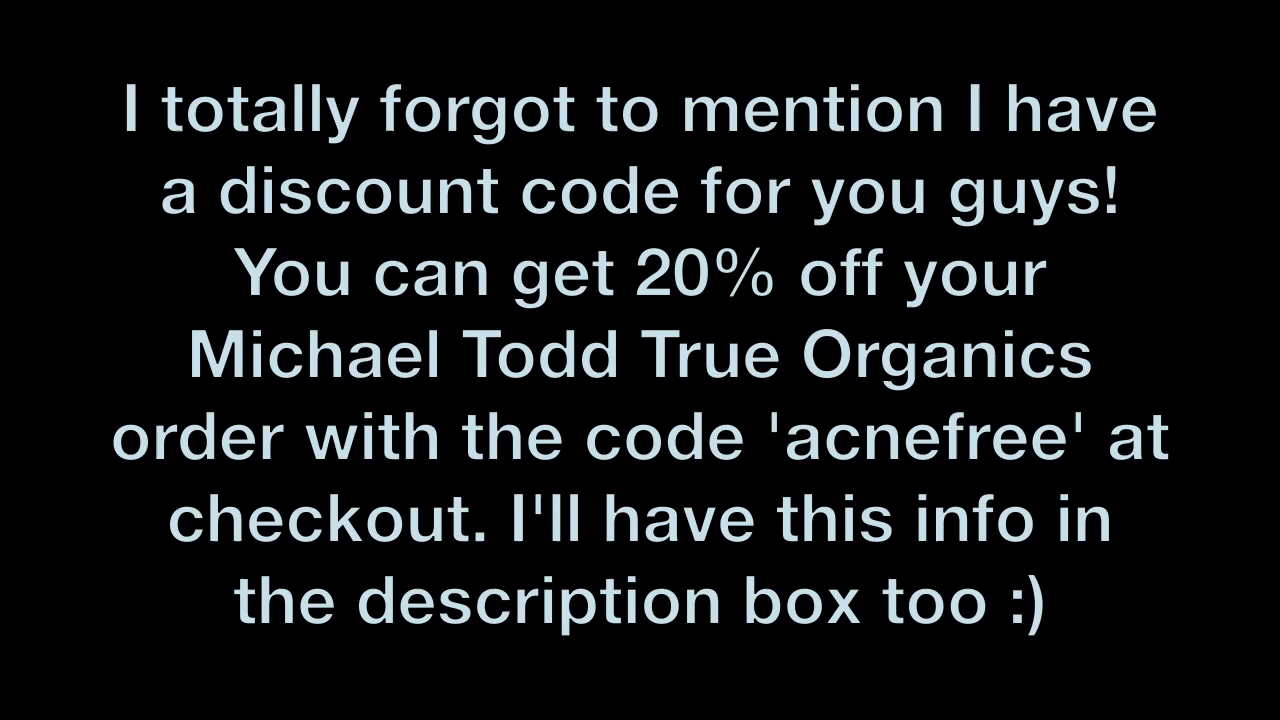 I totally forgot to mention I have
a discount code for you guys!
You can get 20% off your
Michael Todd True Organics
order with the code 'acnefree' at
checkout. I'll have this info in
the description box too :)